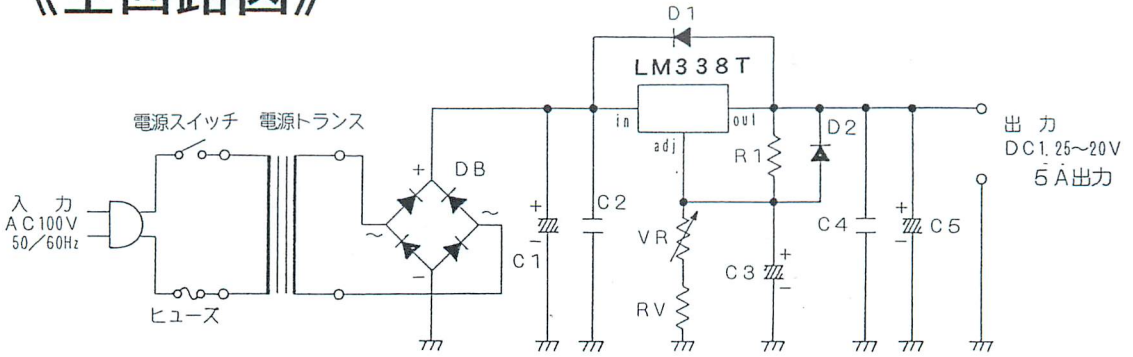 《全回路図》
D1
LM338T
in
out
adj
電源スイッチ
電源トランス
入 力
AC100V
50/60Hz
ヒューズ
+
DB
~
~
-
+
-
C1
C2
VR
RV
R1
D2
+
-
C3
C4
+
-
C5
出 力
DC1.25~20V
5A出力